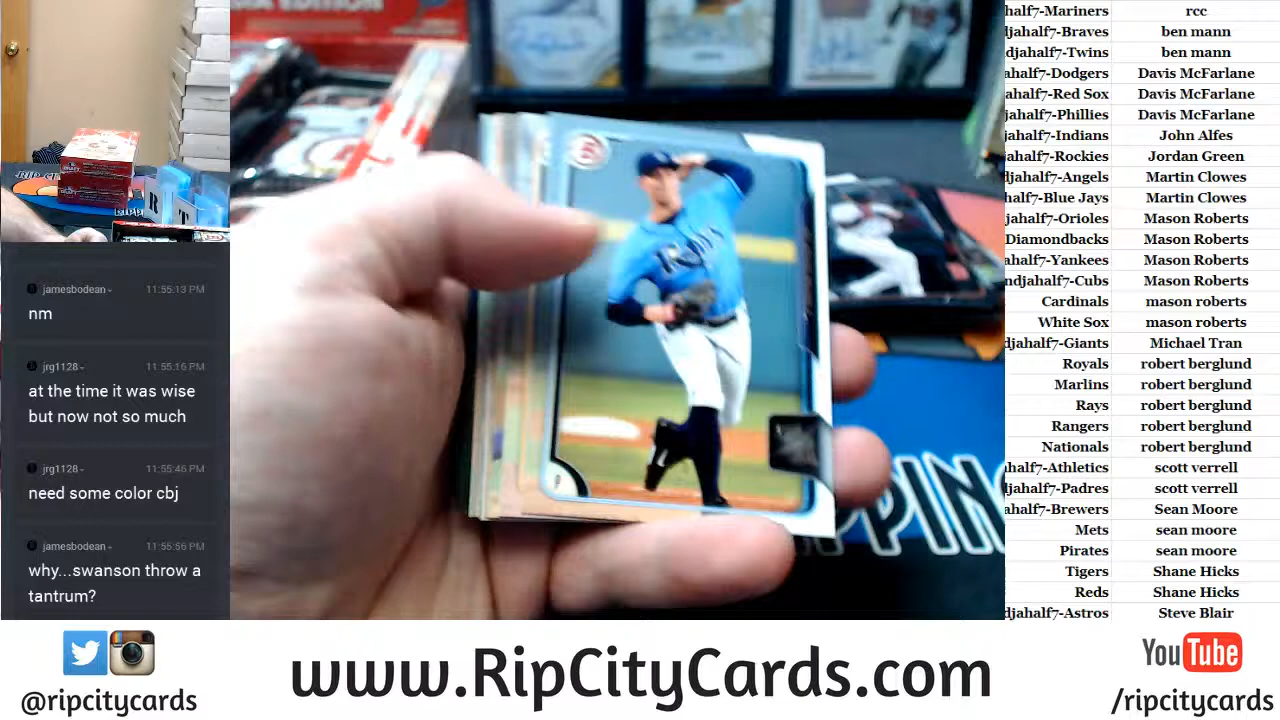 jamesbodean 11:55:13 PM
nm
jrg1128 11:55:16 PM
at the time it was wise
but now not so much
jrg1128 11:55:46 PM
need some color cbj
jamesbodean 11:55:56 PM
why...swanson throw a
tantrum?
EDITION
Rays
PPING
half7-Mariners rcc
djahalf7-Braves ben mann
djahalf7-Twins ben mann
ahalf7-Dodgers Davis McFarlane
ahalf7-Red Sox Davis McFarlane
ahalf7-Phillies Davis McFarlane
ahalf7-Indians John Alfes
ahalf7-Rockies Jordan Green
djahalf7-Angels Martin Clowes
half7-Blue Jays Martin Clowes
jahalf7-Orioles Mason Roberts
Diamondbacks Mason Roberts
jahalf7-Yankees Mason Roberts
ndjahalf7-Cubs Mason Roberts
Cardinals mason roberts
White Sox mason roberts
djahalf7-Giants Michael Tran
Royals robert berglund
Marlins robert berglund
Rays robert berglund
Rangers robert berglund
Nationals robert berglund
half7-Athletics scott verrell
jahalf7-Padres scott verrell
ahalf7-Brewers Sean Moore
Mets sean moore
Pirates sean moore
Tigers Shane Hicks
Reds Shane Hicks
djahalf7-Astros Steve Blair
@ripcitycards
www.RipCityCards.com
YouTube
/ripcitycards